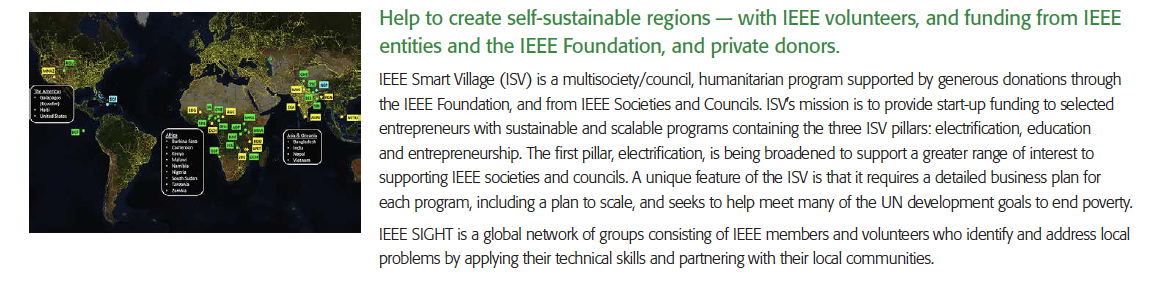 Help to create self-sustainable regions — with IEEE volunteers, and funding from IEEE
entities and the IEEE Foundation, and private donors.
IEEE Smart Village (ISV) is a multisociety/council, humanitarian program supported by generous donations through
the IEEE Foundation, and from IEEE Societies and Councils. ISV's mission is to provide start-up funding to selected
entrepreneurs with sustainable and scalable programs containing the three ISV pillars: electrification, education
and entrepreneurship. The first pillar, electrification, is being broadened to support a greater range of interest to
supporting IEEE societies and councils. A unique feature of the ISV is that it requires a detailed business plan for
each program, including a plan to scale, and seeks to help meet many of the UN development goals to end poverty.
IEEE SIGHT is a global network of groups consisting of IEEE members and volunteers who identify and address local
problems by applying their technical skills and partnering with their local communities.
The Americas
• Galapagos
(Ecuador)
• Haiti
• United States
Africa
• Burkina Faso
• Cameroon
• Kenya
• Malawi
• Namibia
• Nigeria
• South Sudan
• Tanzania
• Zambia
Asia & Oceania
• Bangladesh
• India
• Nepal
• Vietnam